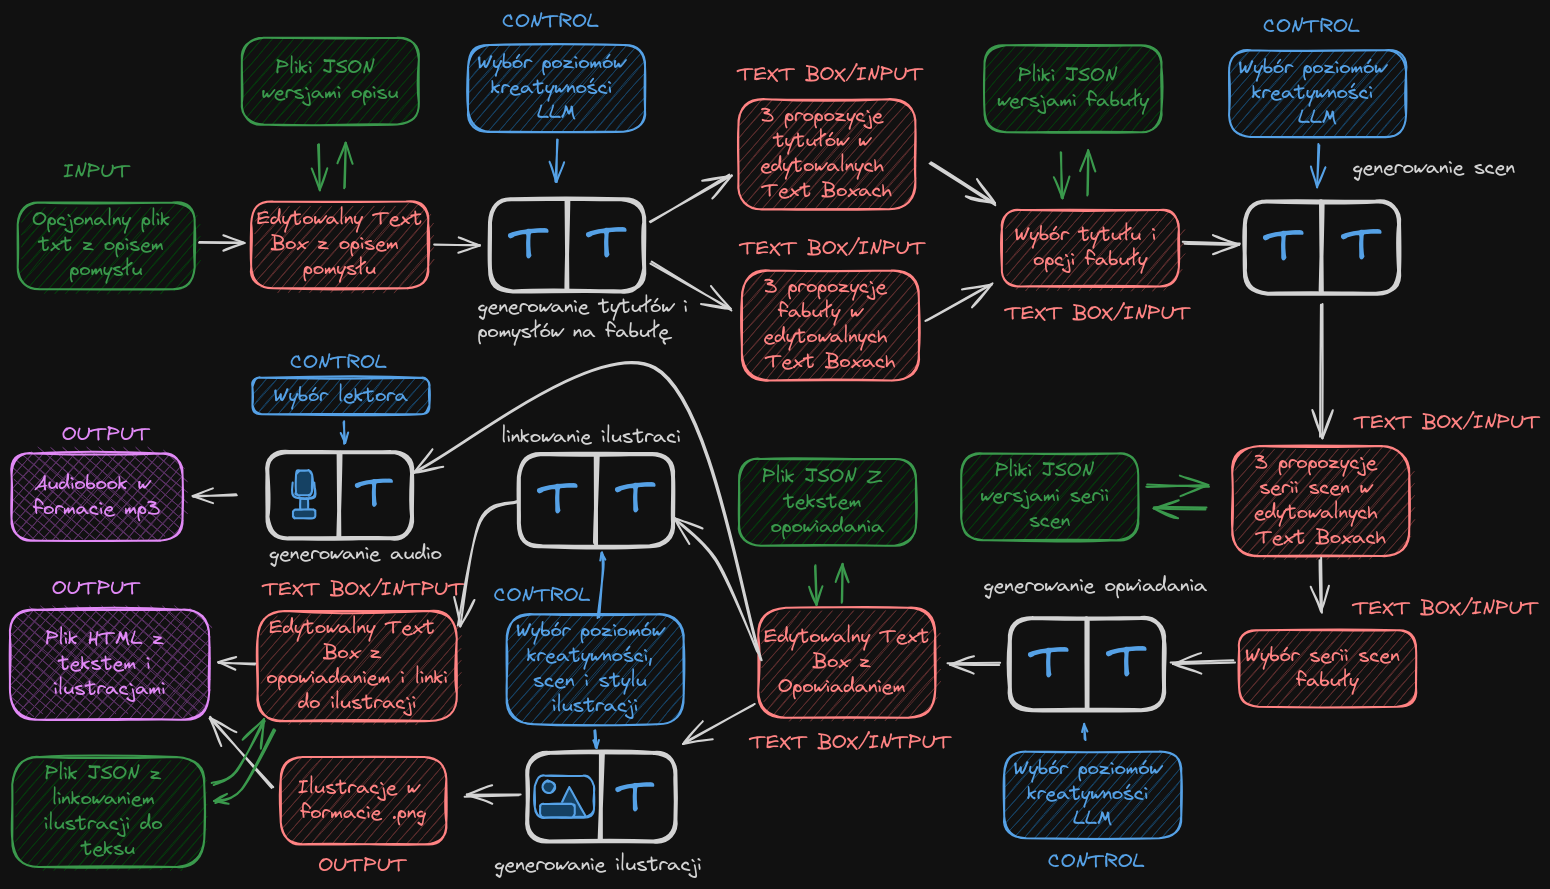 CONTROL
CONTROL
Pliki JSON
wersjami opisu
Wybór poziomów
kreatywności
LLM
TEXT BOX/INPUT
3 propozycje
tytułów w
edytowalnych
Text Boxach
Pliki JSON
wersjami fabuły
Wybór poziomów
kreatywności
LLM
INPUT
generowanie scen
Opcjonalny plik
txt z opisem
pomysłu
Edytowalny Text
Box z opisem
pomysłu
T T
generowanie tytułów i
pomysłów na fabułę
TEXT BOX/INPUT
3 propozycje
fabuły w
edytowalnych
Text Boxach
Wybór tytułu i
opcji fabuły
TEXT BOX/INPUT
T T
CONTROL
Wybór lektora
OUTPUT
Audiobook w
formacie mp3
T
generowanie audio
linkowanie ilustraci
T T
Plik JSON Z
tekstem
opowiadania
Pliki JSON
wersjami serii
scen
TEXT BOX/INPUT
3 propozycje
serii scen w
edytowalnych
Text Boxach
OUTPUT
Plik HTML z
tekstem i
ilustracjami
TEXT BOX/INTPUT
Edytowalny Text
Box z
opowiadaniem i linki
do ilustracji
CONTROL
Wybór poziomów
kreatywności,
scen i stylu
ilustracji
Edytowalny Text
Box z
Opowiadaniem
TEXT BOX/INTPUT
generowanie opwiadania
T T
TEXT BOX/INPUT
Wybór serii scen
fabuły
Plik JSON z
linkowaniem
ilustracji do
teksu
Ilustracje w
formacie .png
OUTPUT
T
generowanie ilustracji
Wybór poziomów
kreatywności
LLM
CONTROL